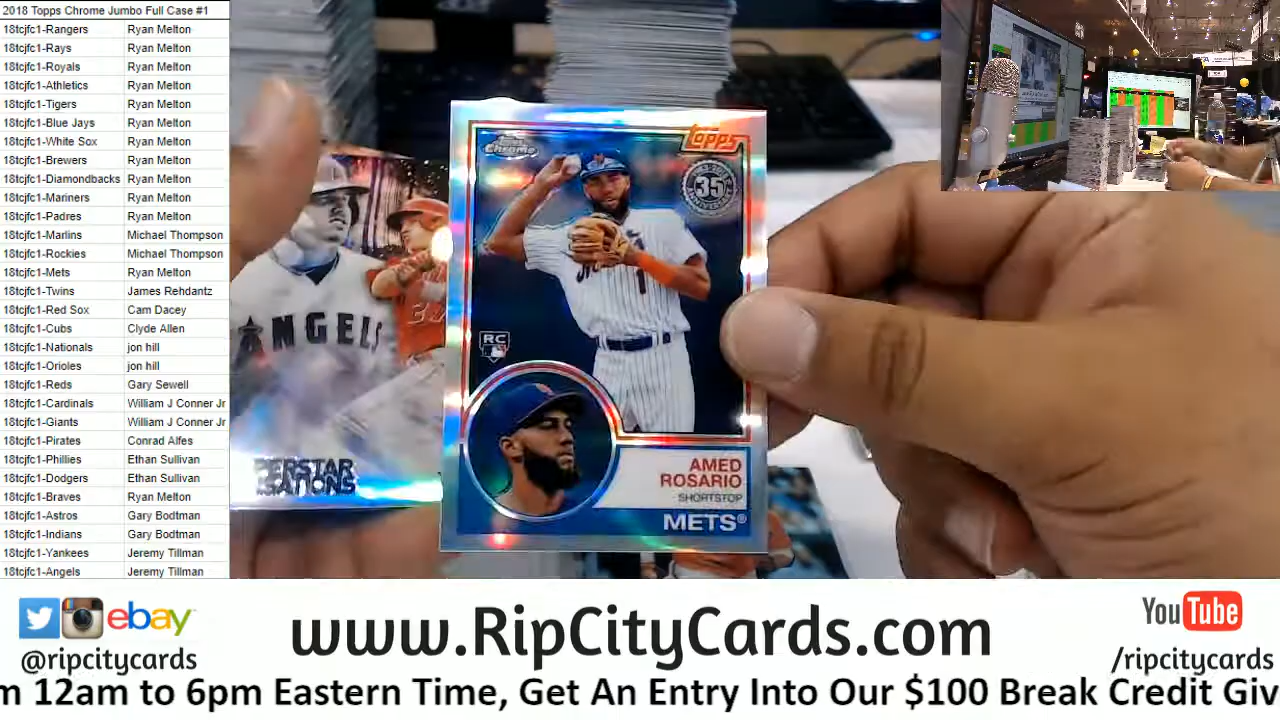 2018 Topps Chrome Jumbo Full Case #1
18tcjfc1-Rangers Ryan Melton
18tcjfc1-Rays Ryan Melton
18tcjfc1-Royals Ryan Melton
18tcjfc1-Athletics Ryan Melton
18tcjfc1-Tigers Ryan Melton
18tcjfc1-Blue Jays Ryan Melton
18tcjfc1-White Sox Ryan Melton
18tcjfc1-Brewers Ryan Melton
18tcjfc1-Diamondbacks Ryan Melton
18tcjfc1-Mariners Ryan Melton
18tcjfc1-Padres Ryan Melton
18tcjfc1-Marlins Michael Thompson
18tcjfc1-Rockies Michael Thompson
18tcjfc1-Mets Ryan Melton
18tcjfc1-Twins James Rehdantz
18tcjfc1-Red Sox Cam Dacey
18tcjfc1-Cubs Clyde Allen
18tcjfc1-Nationals jon hill
18tcjfc1-Orioles jon hill
18tcjfc1-Reds Gary Sewell
18tcjfc1-Cardinals William J Conner Jr
18tcjfc1-Giants William J Conner Jr
18tcjfc1-Pirates Conrad Alfes
18tcjfc1-Phillies Ethan Sullivan
18tcjfc1-Dodgers Ethan Sullivan
18tcjfc1-Braves Ryan Melton
18tcjfc1-Astros Gary Bodtman
18tcjfc1-Indians Gary Bodtman
18tcjfc1-Yankees Jeremy Tillman
18tcjfc1-Angels Jeremy Tillman
ANGELS
Chrome
Topps
35
RC
1
AMED
ROSARIO
SHORTSTOP
METS®
ebay
@ripcitycards
www.RipCityCards.com
YouTube
/ripcitycards
m 12am to 6pm Eastern Time, Get An Entry Into Our $100 Break Credit Giv